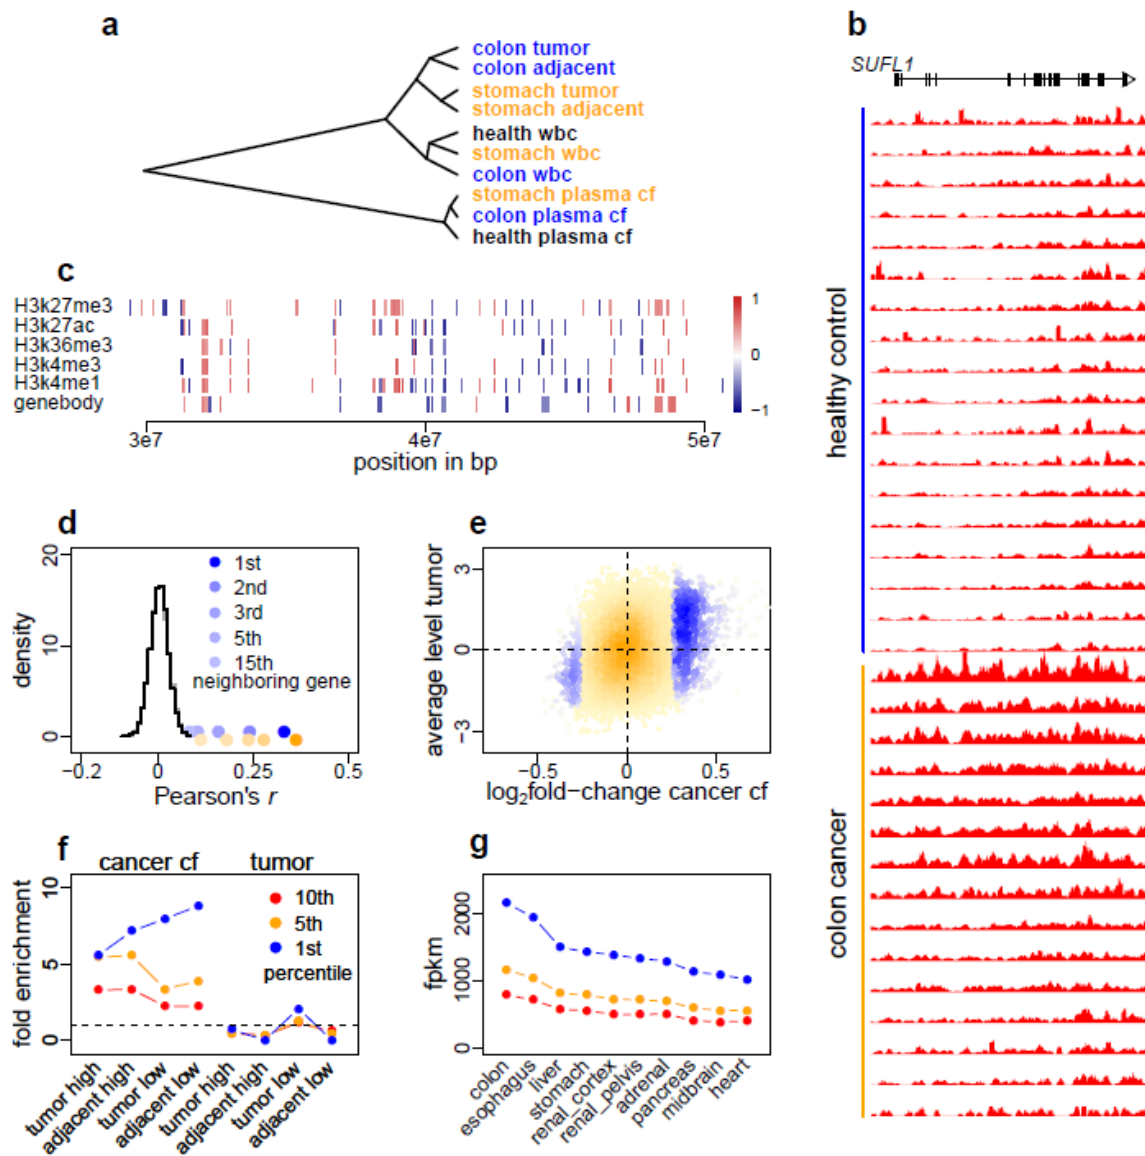 a
colon tumor
colon adjacent
stomach tumor
stomach adjacent
health wbc
stomach wbc
colon wbc
stomach plasma cf
colon plasma cf
health plasma cf
b
SUFL1
healthy control
colon cancer
c
H3k27me3
H3k27ac
H3k36me3
H3k4me3
H3k4me1
genebody
1
0
−1
3e7 4e7 5e7
position in bp
d
density
20
10
0
1st
2nd
3rd
5th
15th
neighboring gene
−0.2 0 0.25 0.5
Pearson's r
e
average level tumor
3
0
−3
−0.5 0 0.5
log2fold−change cancer cf
f
cancer cf tumor
fold enrichment
10
5
0
10th
5th
1st
percentile
tumor high
adjacent high
tumor low
adjacent low
tumor high
adjacent high
tumor low
adjacent low
g
fpkm
2000
1000
0
colon
esophagus
liver
stomach
renal_cortex
renal_pelvis
adrenal
pancreas
midbrain
heart